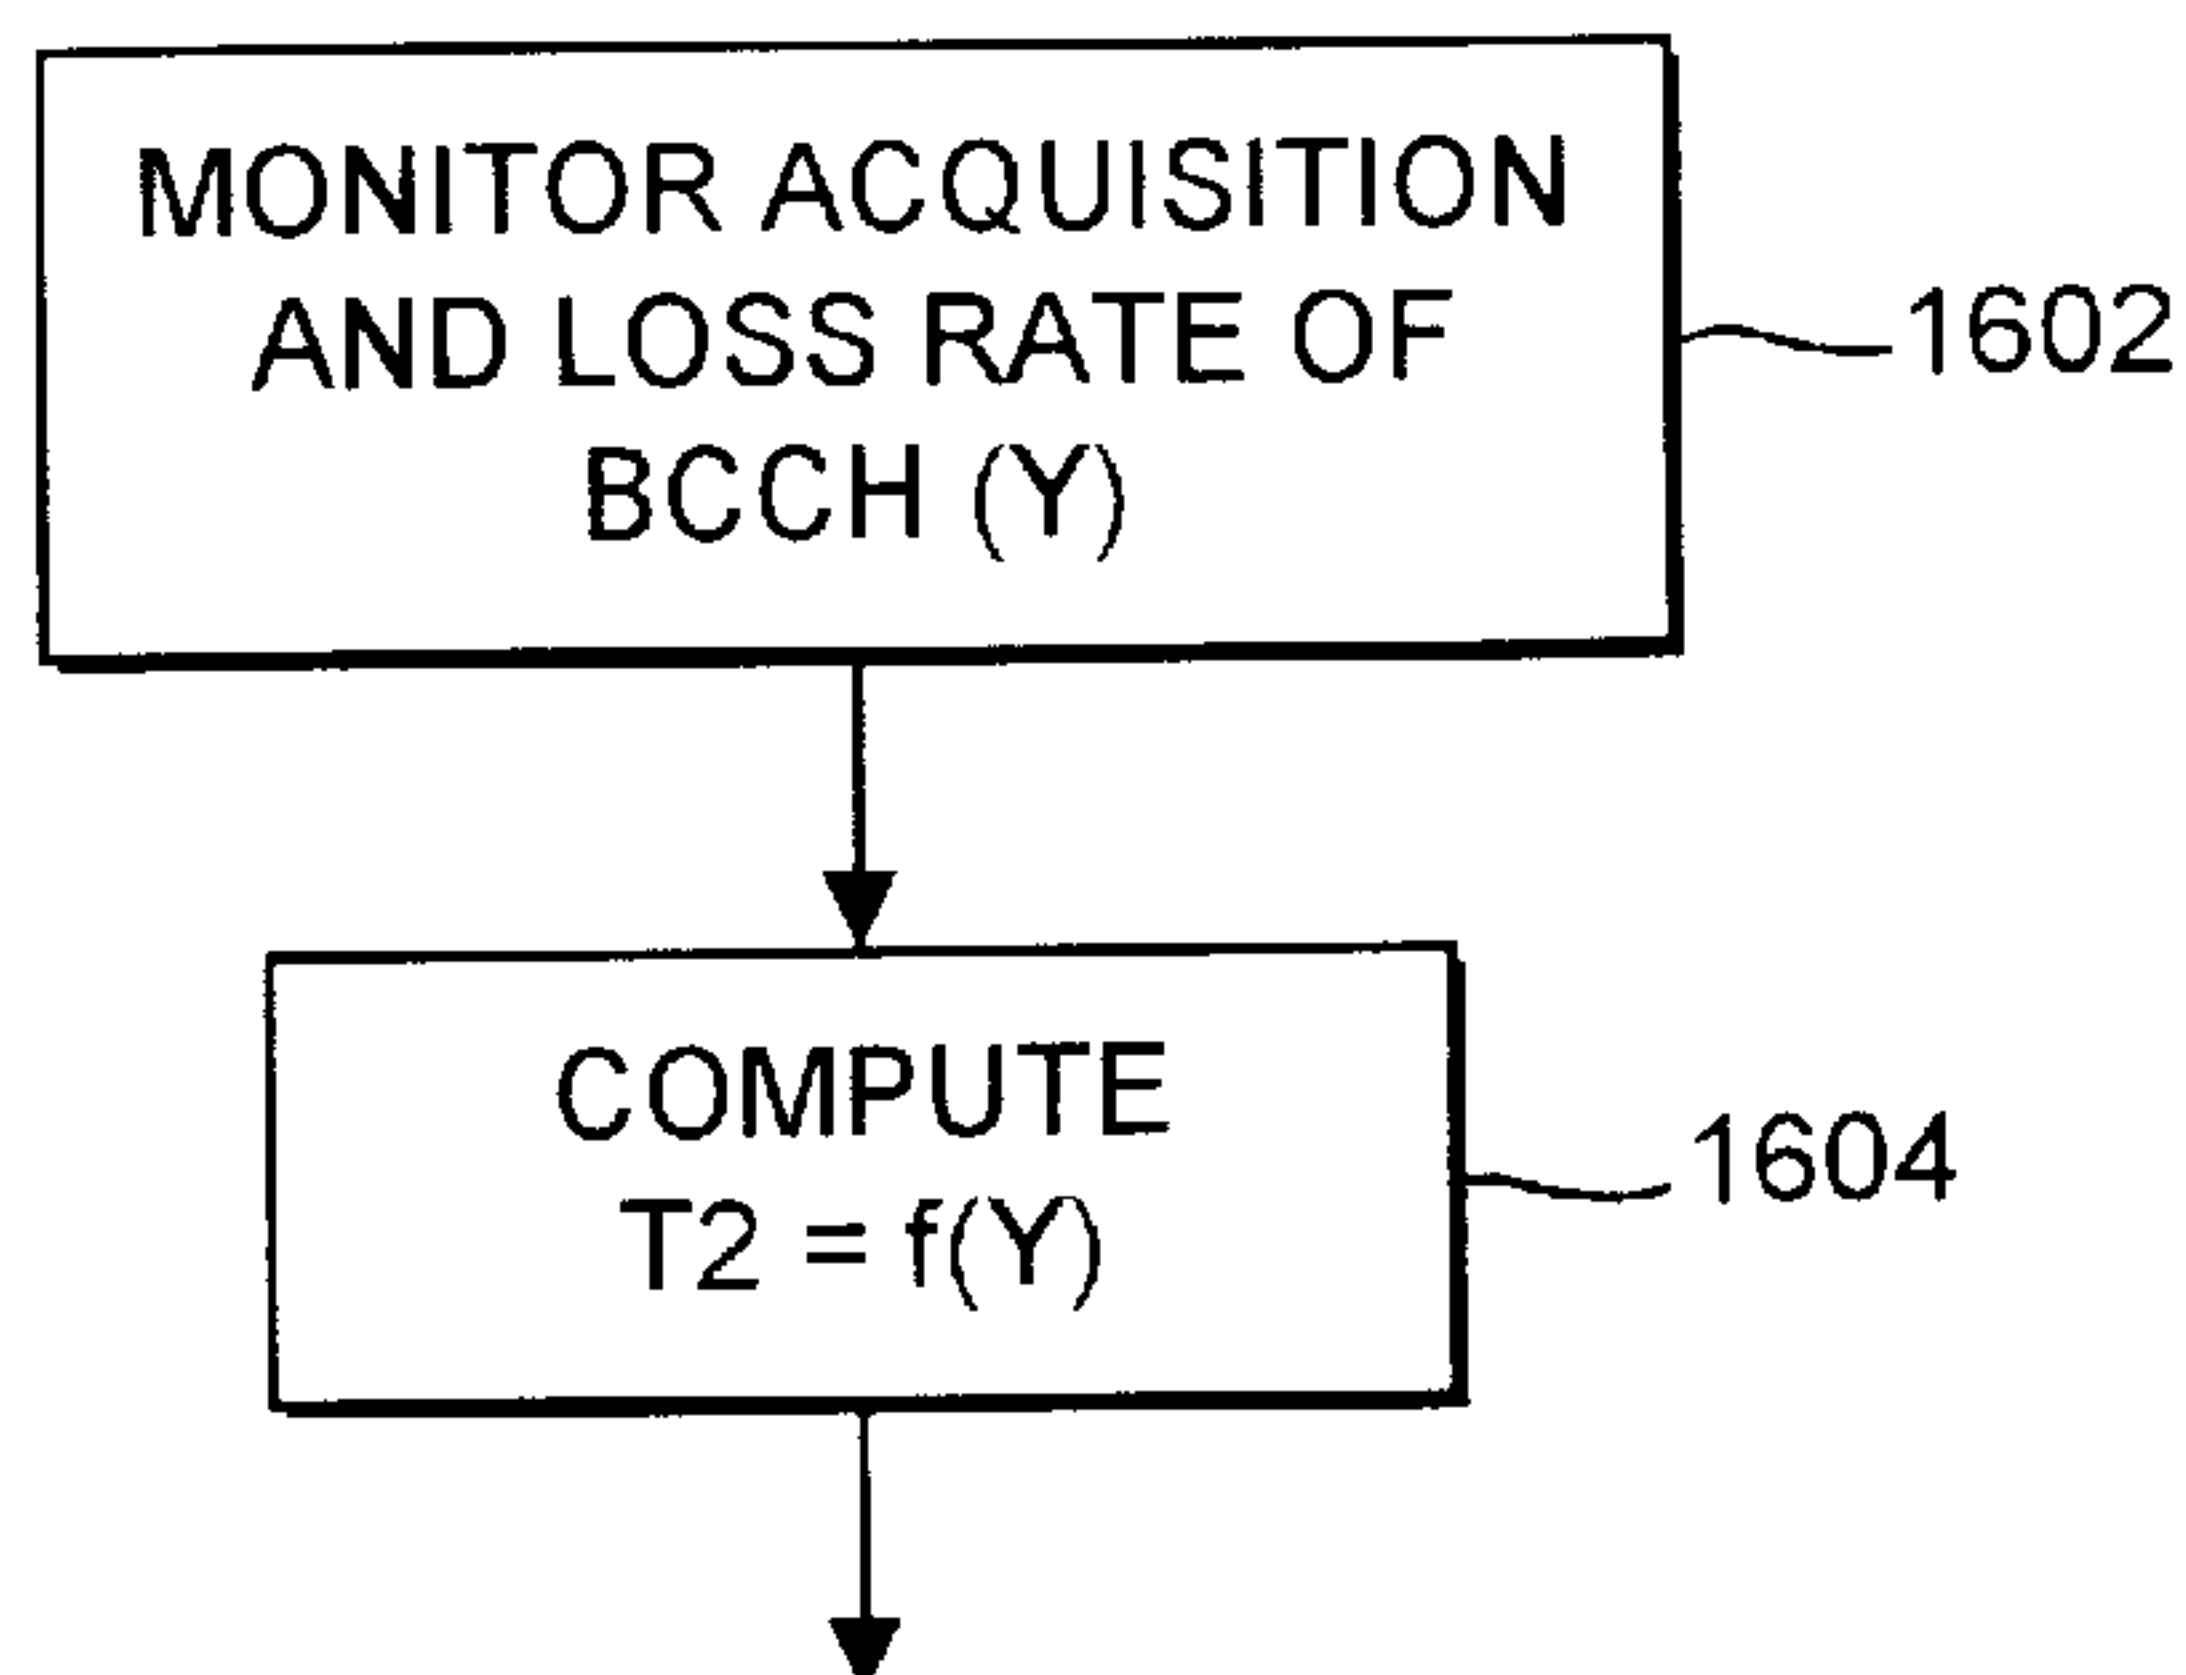 MONITOR ACQUISITION
AND LOSS RATE OF
BCCH (Y)
1602
COMPUTE
T2 = f(Y)
1604